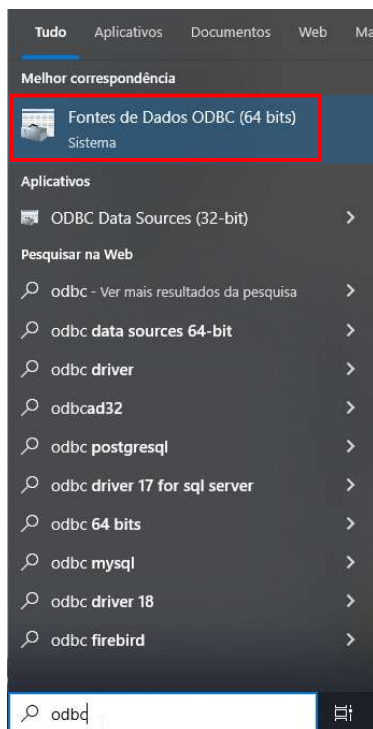 Tudo Aplicativos Documentos Web Ma
Melhor correspondência
Fontes de Dados ODBC (64 bits)
Sistema
Aplicativos
ODBC Data Sources (32-bit)
Pesquisar na Web
odbc - Ver mais resultados da pesquisa
odbc data sources 64-bit
odbc driver
odbcad32
odbc postgresql
odbc driver 17 for sql server
odbc 64 bits
odbc mysql
odbc driver 18
odbc firebird
odbc